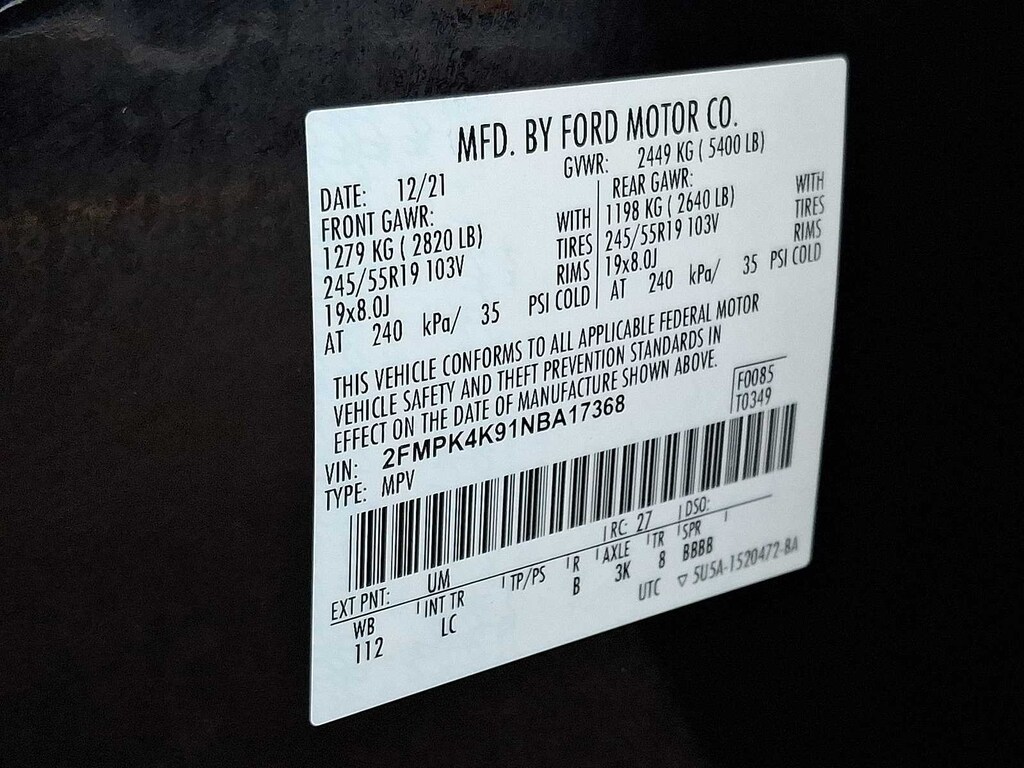 MFD. BY FORD MOTOR CO.
DATE: 12/21 GVWR: 2449 KG ( 5400 LB)
FRONT GAWR: REAR GAWR:
1279 KG ( 2820 LB) WITH 1198 KG ( 2640 LB) WITH
245/55R19 103V TIRES 245/55R19 103V TIRES
19x8.0J RIMS 19x8.0J RIMS
AT 240 kPa/ 35 PSI COLD AT 240 kPa/ 35 PSI COLD
THIS VEHICLE CONFORMS TO ALL APPLICABLE FEDERAL MOTOR
VEHICLE SAFETY AND THEFT PREVENTION STANDARDS IN
EFFECT ON THE DATE OF MANUFACTURE SHOWN ABOVE.
VIN: 2FMPK4K91NBA17368 F0085
TYPE: MPV T0349
EXT PNT: UM RC: 27 DSO:
WB INT TR TP/PS R AXLE TR SPR
112 LC B 3K 8 BBBB
UTC ▽ 5U5A-1520472-BA